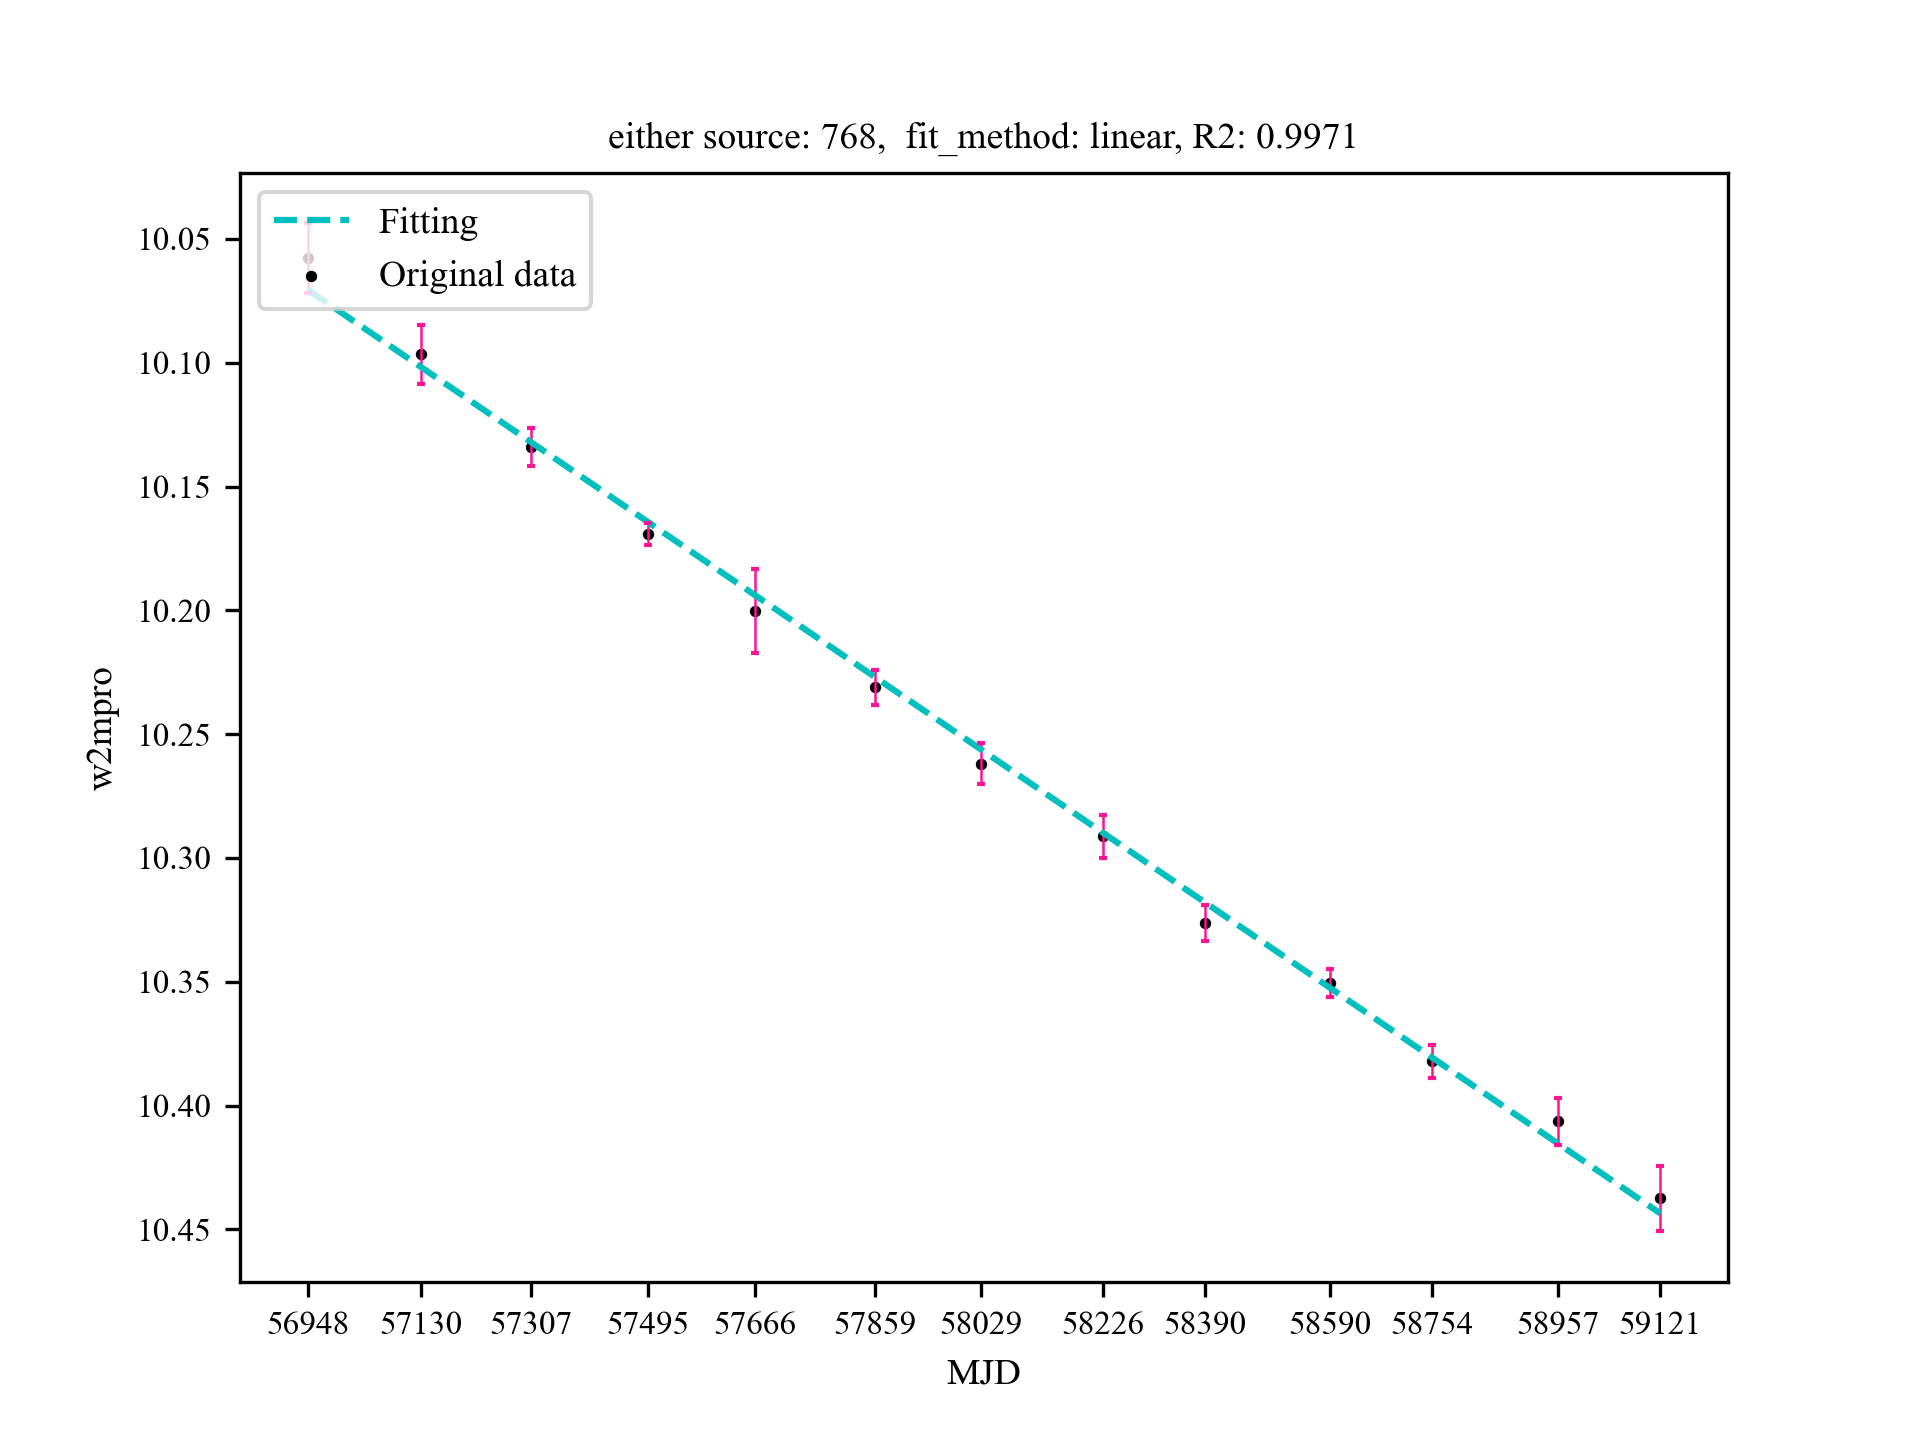 either source: 768,  fit_method: linear, R2: 0.9971
Fitting
Original data
10.05
10.10
10.15
10.20
10.25
10.30
10.35
10.40
10.45
w2mpro
56948 57130 57307 57495 57666 57859 58029 58226 58390 58590 58754 58957 59121
MJD